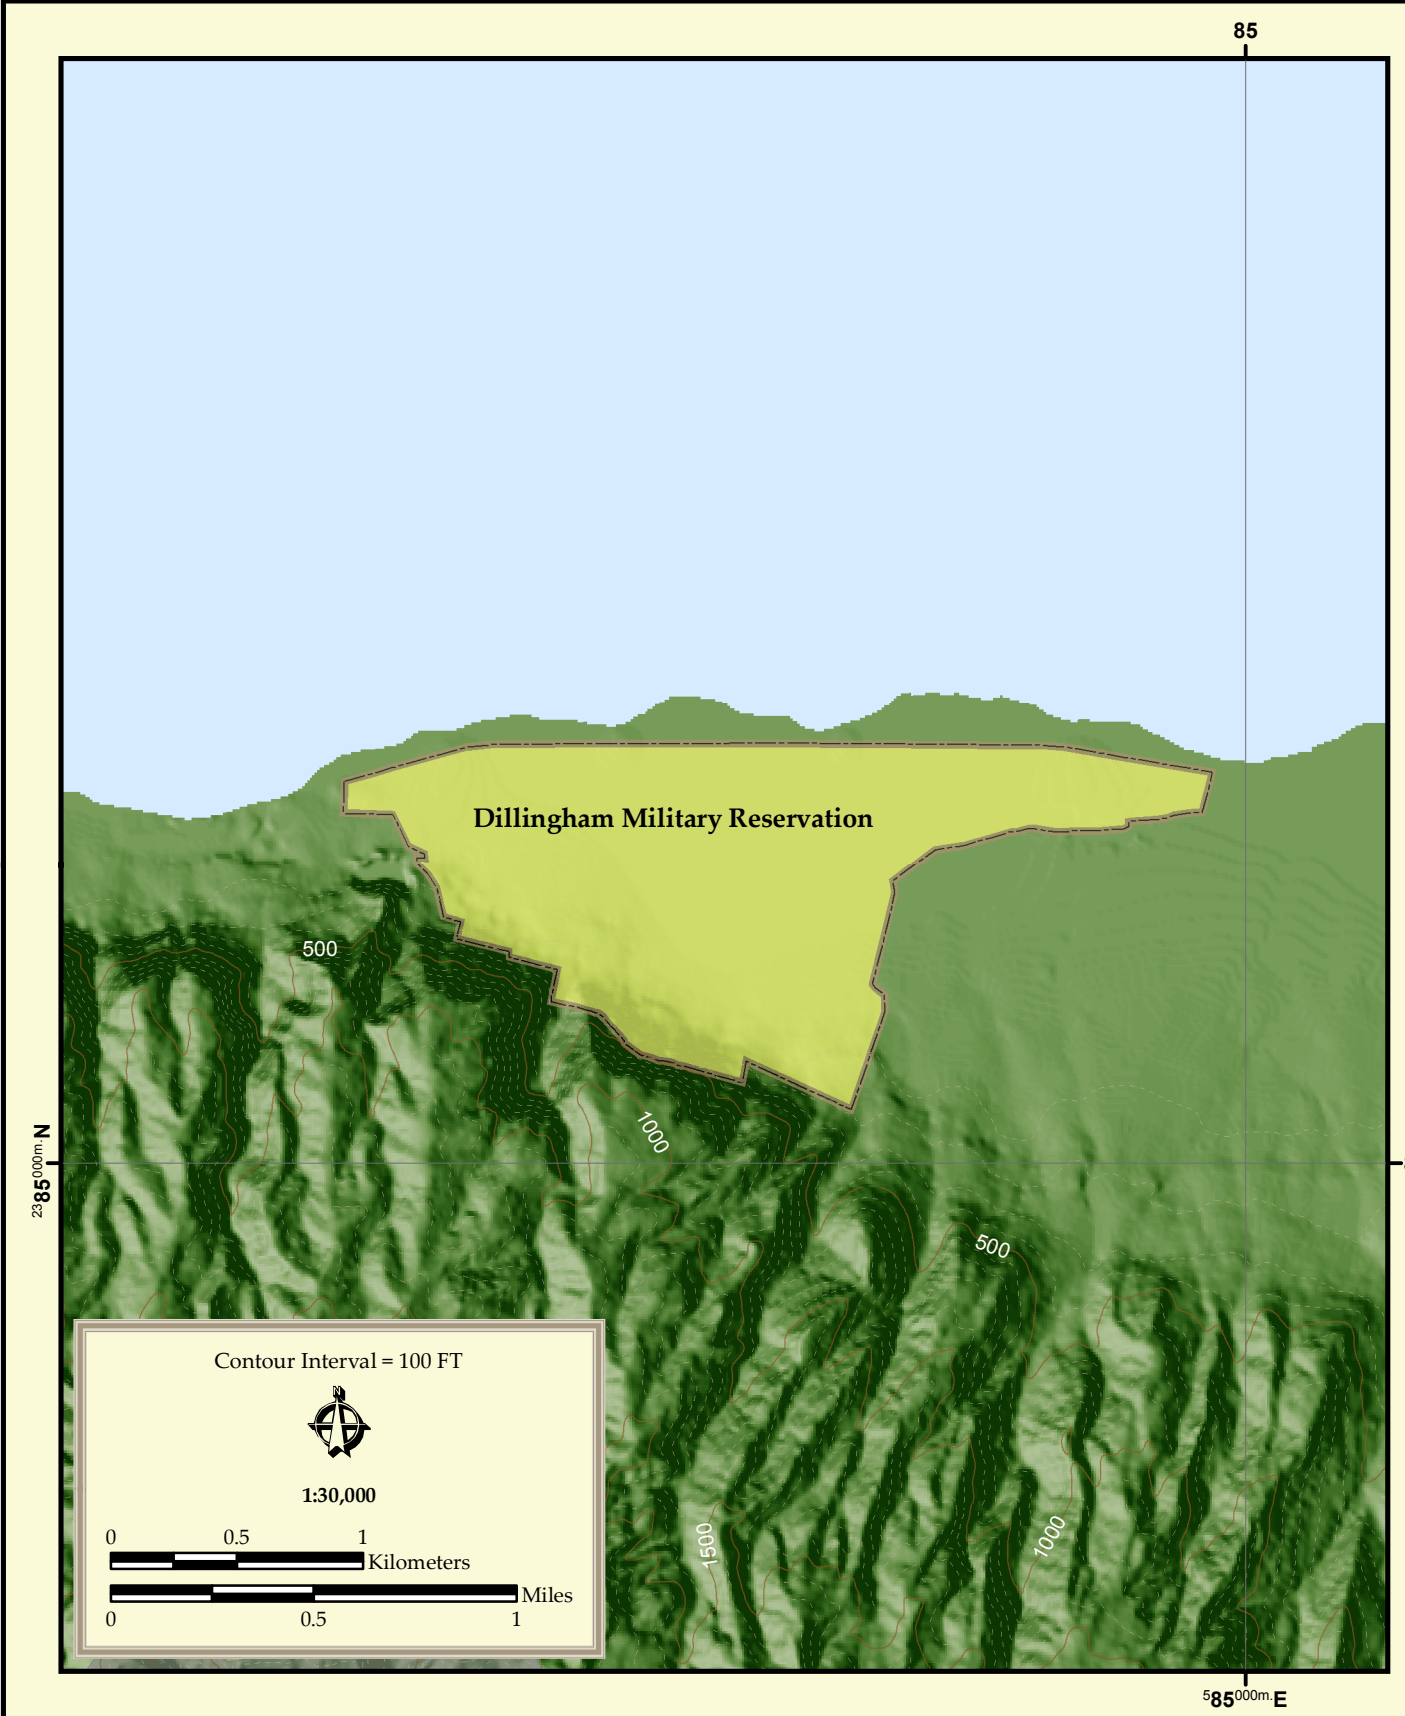 85
Dillingham Military Reservation
500
1000
2385000m.N
500
Contour Interval = 100 FT
N
1:30,000
0 0.5 1
Kilometers
Miles
0 0.5 1
1500
1000
585000m.E